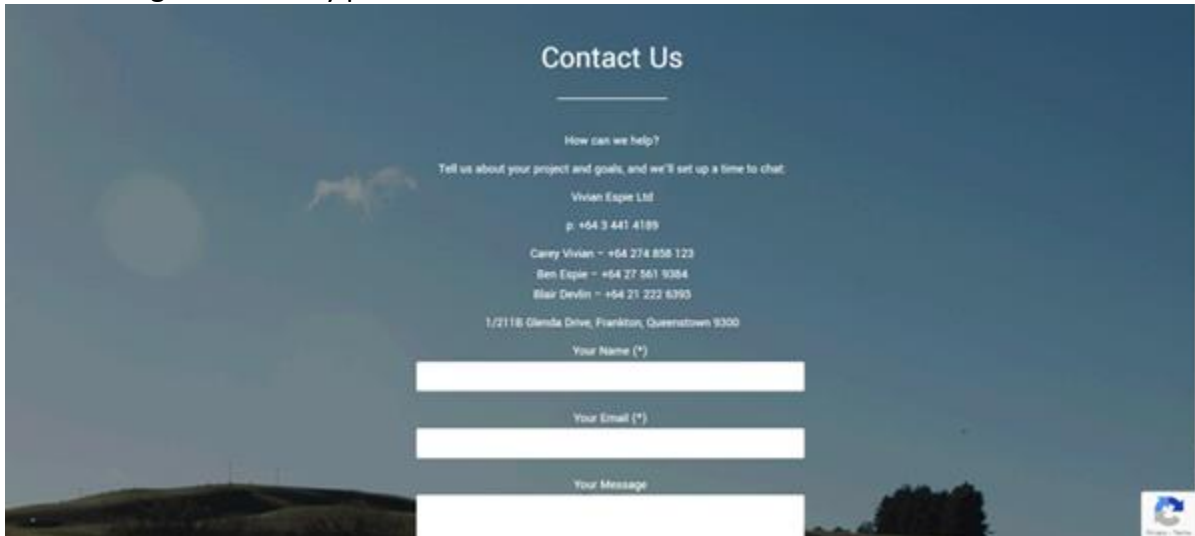 Contact Us
How can we help?
Tell us about your project and goals, and we'll set up a time to chat.
Vivian Espie Ltd
p: +64 3 441 4189
Carey Vivian – +64 274 858 123
Ben Espie – +64 27 561 9384
Blair Devlin – +64 21 222 6393
1/211B Glenda Drive, Frankton, Queenstown 9300
Your Name (*)
Your Email (*)
Your Message
Privacy - Terms